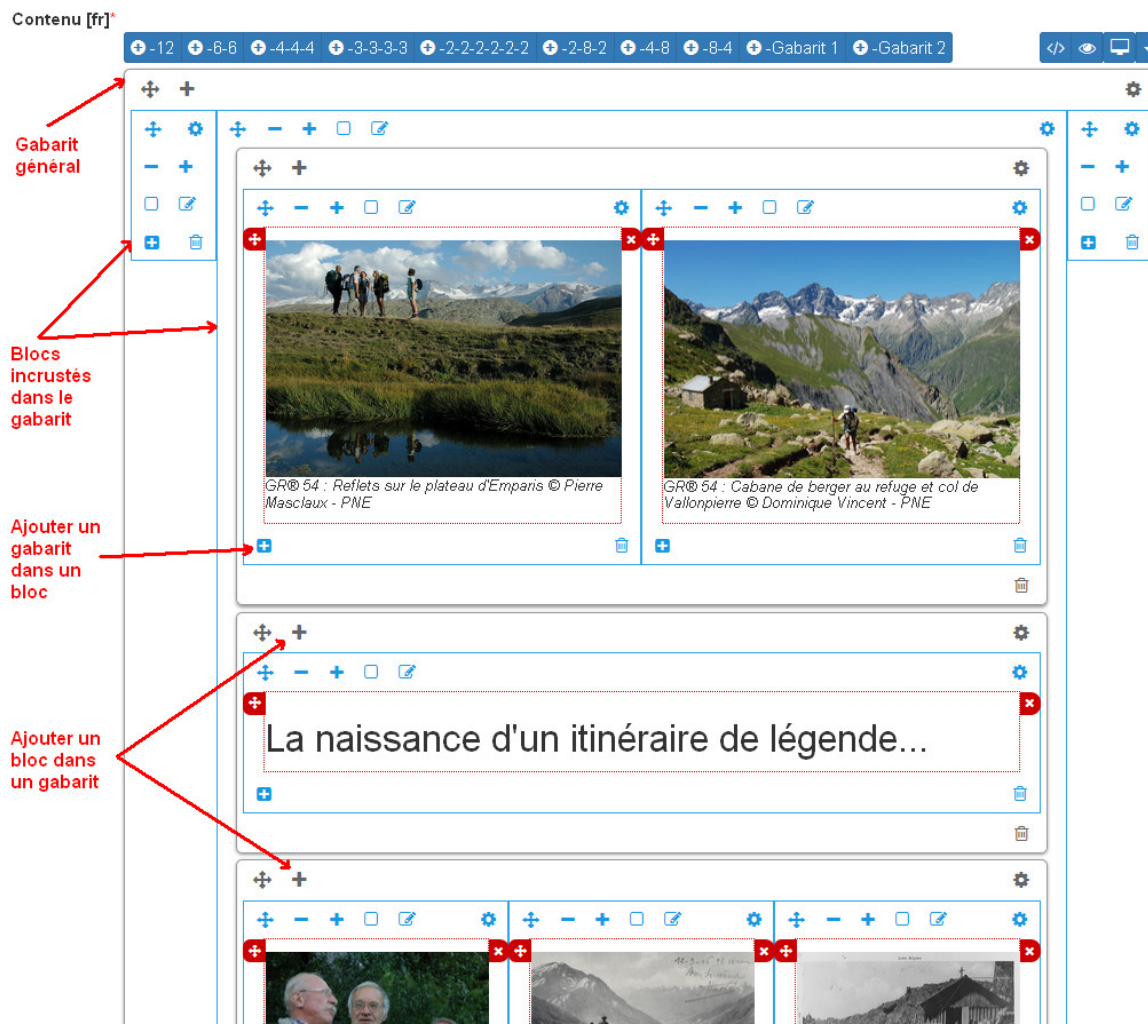 Contenu [fr]*
-12 -6-6 -4-4-4 -3-3-3-3 -2-2-2-2-2-2 -2-8-2 -4-8 -8-4 -Gabarit 1 -Gabarit 2
Gabarit
général
Blocs
incrustés
dans le
gabarit
GR® 54 : Reflets sur le plateau d'Emparis © Pierre
Masclaux - PNE
GR® 54 : Cabane de berger au refuge et col de
Vallonpierre © Dominique Vincent - PNE
Ajouter un
gabarit
dans un
bloc
La naissance d'un itinéraire de légende...
Ajouter un
bloc dans
un gabarit
Les Alpes